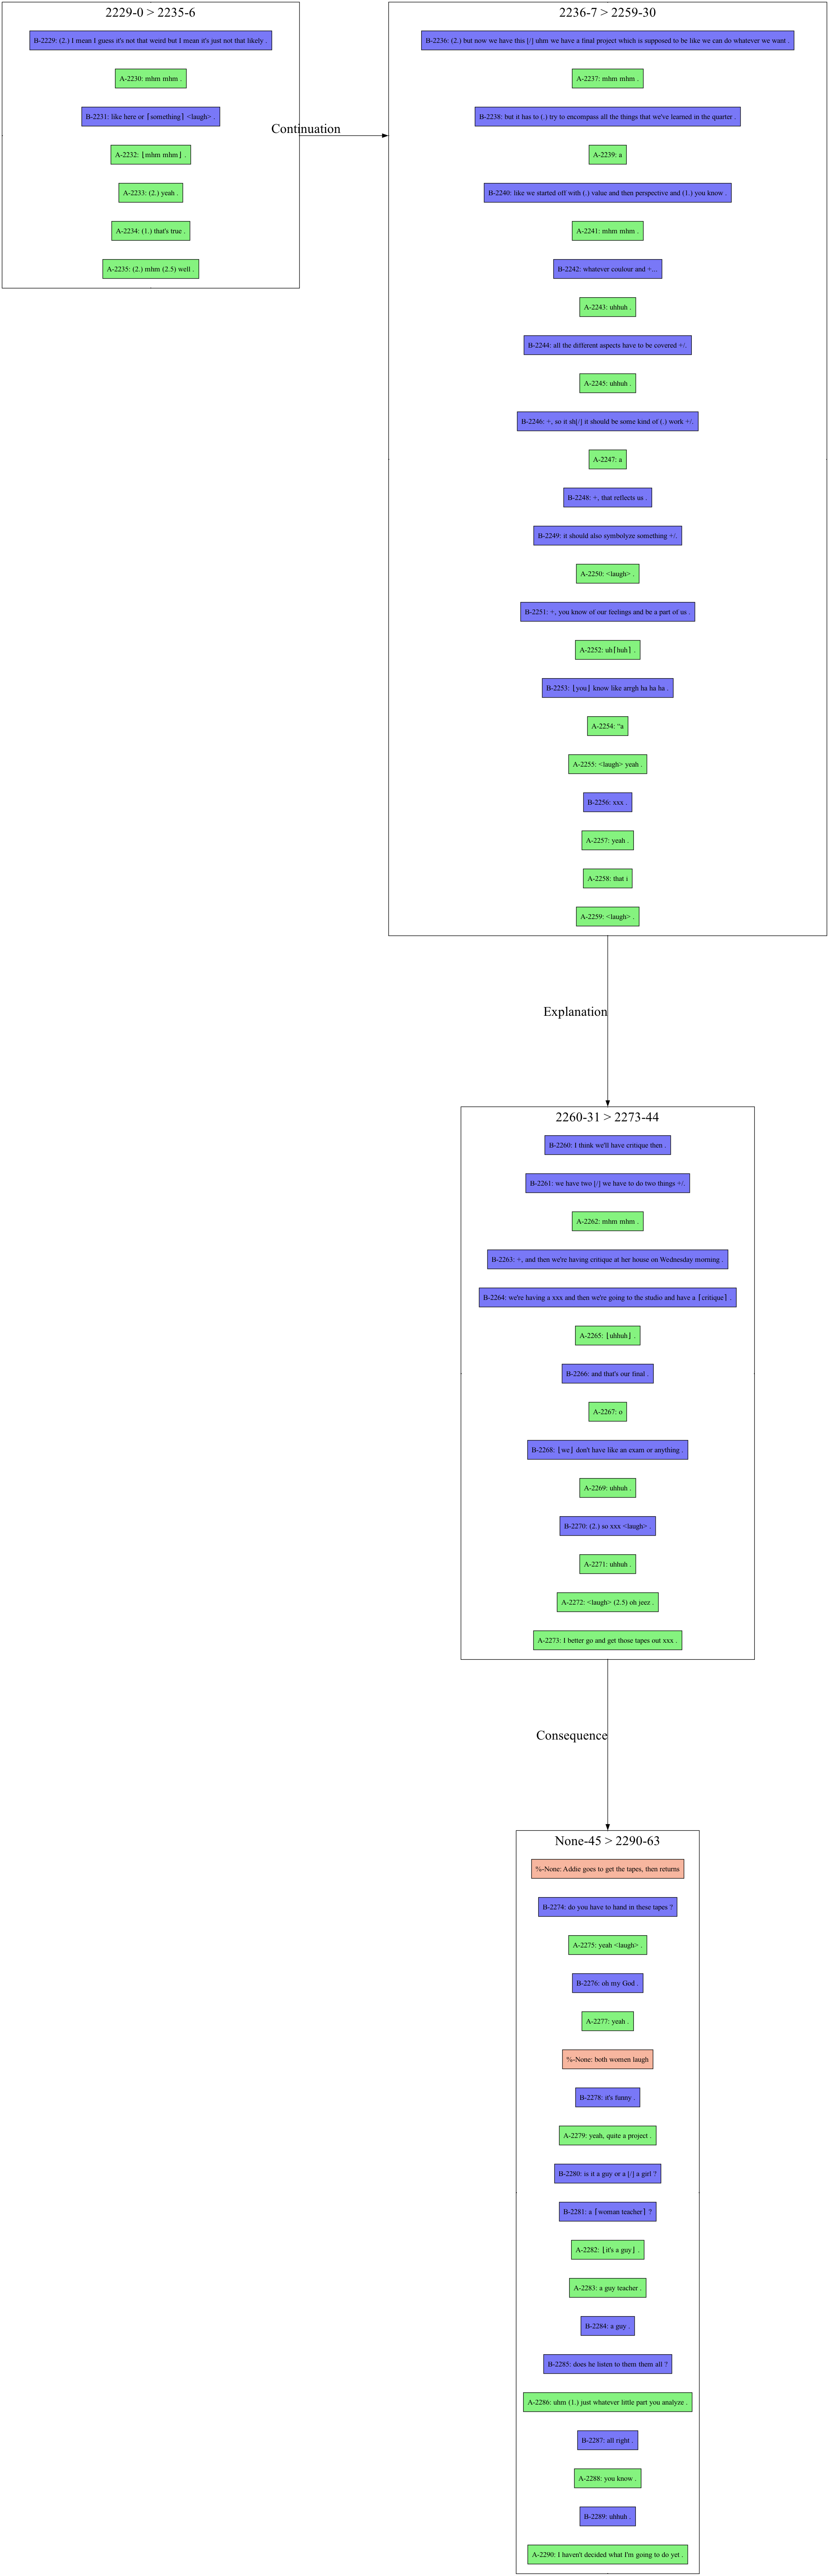 2229-0 > 2235-6
B-2229: (2.) I mean I guess it's not that weird but I mean it's just not that likely .
A-2230: mhm mhm .
B-2231: like here or ⌈something⌉ <laugh> .
A-2232: ⌊mhm mhm⌋ .
A-2233: (2.) yeah .
A-2234: (1.) that's true .
A-2235: (2.) mhm (2.5) well .
Continuation
2236-7 > 2259-30
B-2236: (2.) but now we have this [/] uhm we have a final project which is supposed to be like we can do whatever we want .
A-2237: mhm mhm .
B-2238: but it has to (.) try to encompass all the things that we've learned in the quarter .
A-2239: a
B-2240: like we started off with (.) value and then perspective and (1.) you know .
A-2241: mhm mhm .
B-2242: whatever coulour and +...
A-2243: uhhuh .
B-2244: all the different aspects have to be covered +/.
A-2245: uhhuh .
B-2246: +, so it sh[/] it should be some kind of (.) work +/.
A-2247: a
B-2248: +, that reflects us .
B-2249: it should also symbolyze something +/.
A-2250: <laugh> .
B-2251: +, you know of our feelings and be a part of us .
A-2252: uh⌈huh⌉ .
B-2253: ⌊you⌋ know like arrgh ha ha ha .
A-2254: “a
A-2255: <laugh> yeah .
B-2256: xxx .
A-2257: yeah .
A-2258: that i
A-2259: <laugh> .
Explanation
2260-31 > 2273-44
B-2260: I think we'll have critique then .
B-2261: we have two [/] we have to do two things +/.
A-2262: mhm mhm .
B-2263: +, and then we're having critique at her house on Wednesday morning .
B-2264: we're having a xxx and then we're going to the studio and have a ⌈critique⌉ .
A-2265: ⌊uhhuh⌋ .
B-2266: and that's our final .
A-2267: o
B-2268: ⌊we⌋ don't have like an exam or anything .
A-2269: uhhuh .
B-2270: (2.) so xxx <laugh> .
A-2271: uhhuh .
A-2272: <laugh> (2.5) oh jeez .
A-2273: I better go and get those tapes out xxx .
Consequence
None-45 > 2290-63
%-None: Addie goes to get the tapes, then returns
B-2274: do you have to hand in these tapes ?
A-2275: yeah <laugh> .
B-2276: oh my God .
A-2277: yeah .
%-None: both women laugh
B-2278: it's funny .
A-2279: yeah, quite a project .
B-2280: is it a guy or a [/] a girl ?
B-2281: a ⌈woman teacher⌉ ?
A-2282: ⌊it's a guy⌋ .
A-2283: a guy teacher .
B-2284: a guy .
B-2285: does he listen to them them all ?
A-2286: uhm (1.) just whatever little part you analyze .
B-2287: all right .
A-2288: you know .
B-2289: uhhuh .
A-2290: I haven't decided what I'm going to do yet .